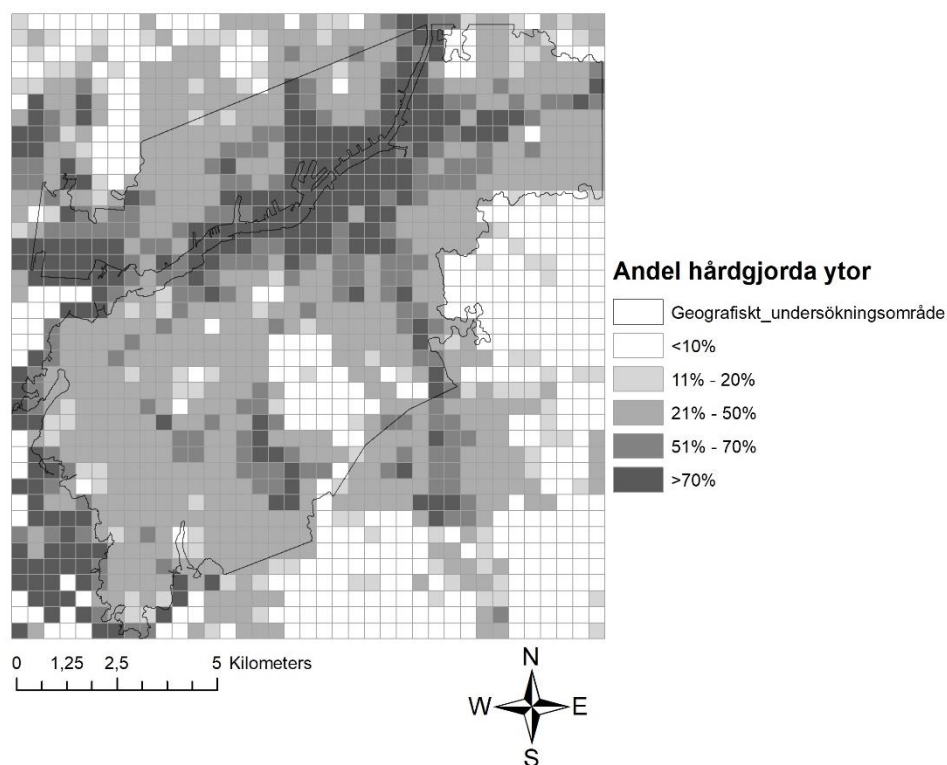 Andel hårdgjorda ytor
Geografiskt_undersökningsområde
<10%
11% - 20%
21% - 50%
51% - 70%
>70%
0 1,25 2,5 5 Kilometers
N
W E
S